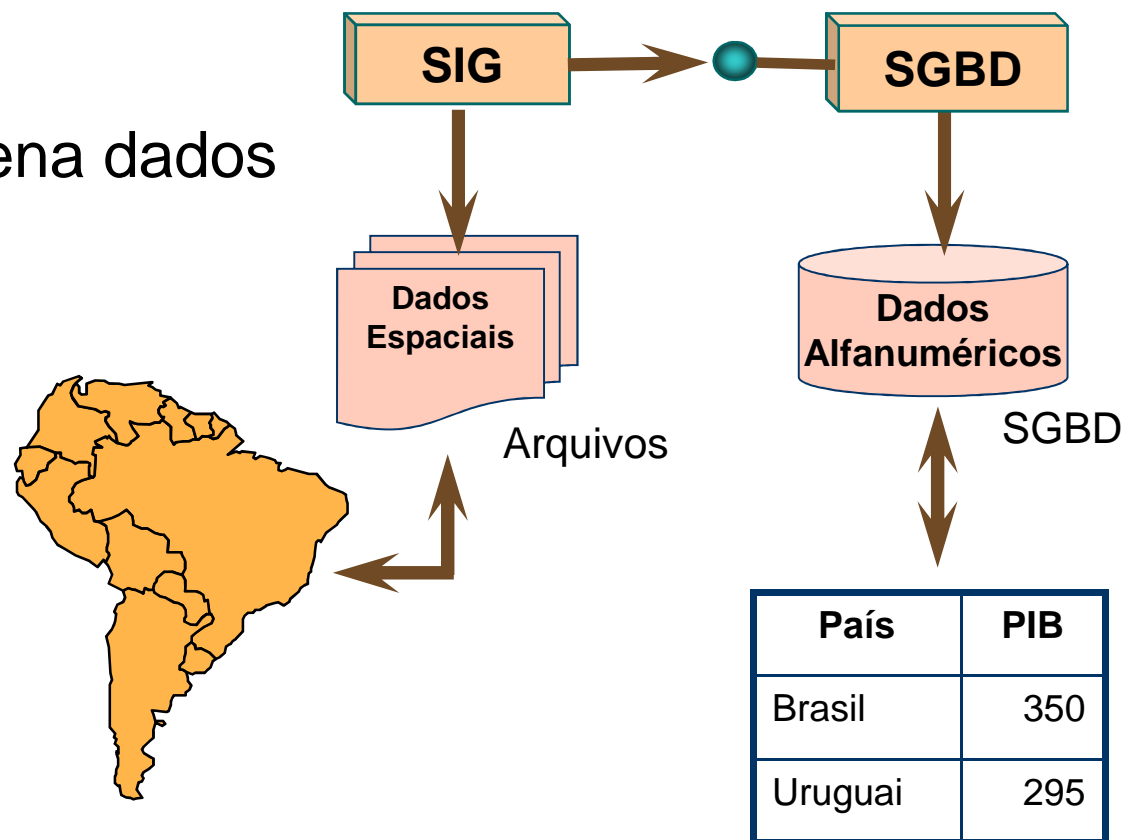 SIG
SGBD
ena dados
Dados
Espaciais
Dados
Alfanuméricos
Arquivos
SGBD
País PIB
Brasil 350
Uruguai 295